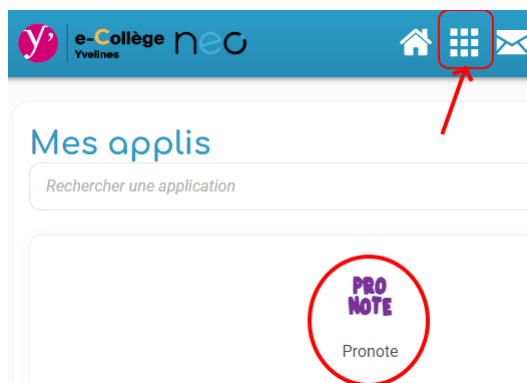 y'
e-Collège neo
Yvelines
Mes applis
Rechercher une application
PRO
NOTE
Pronote